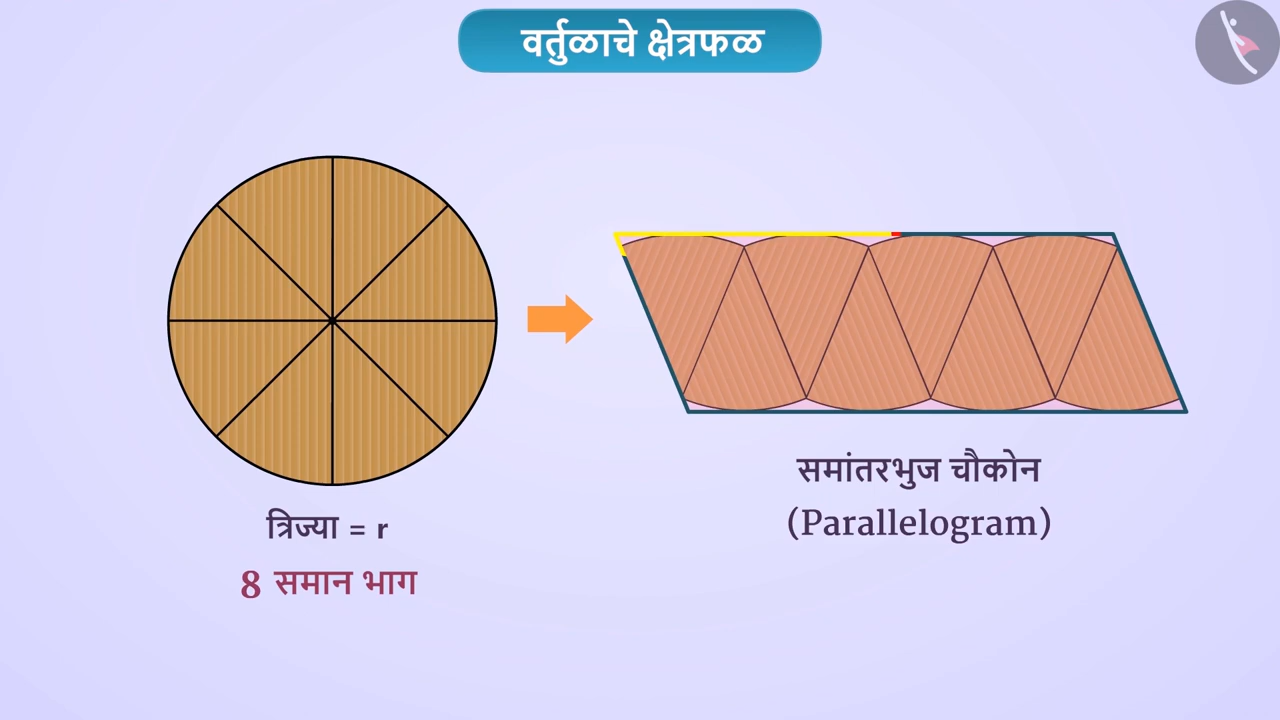 वर्तुळाचे क्षेत्रफळ
त्रिज्या = r
8 समान भाग
समांतरभुज चौकोन
(Parallelogram)